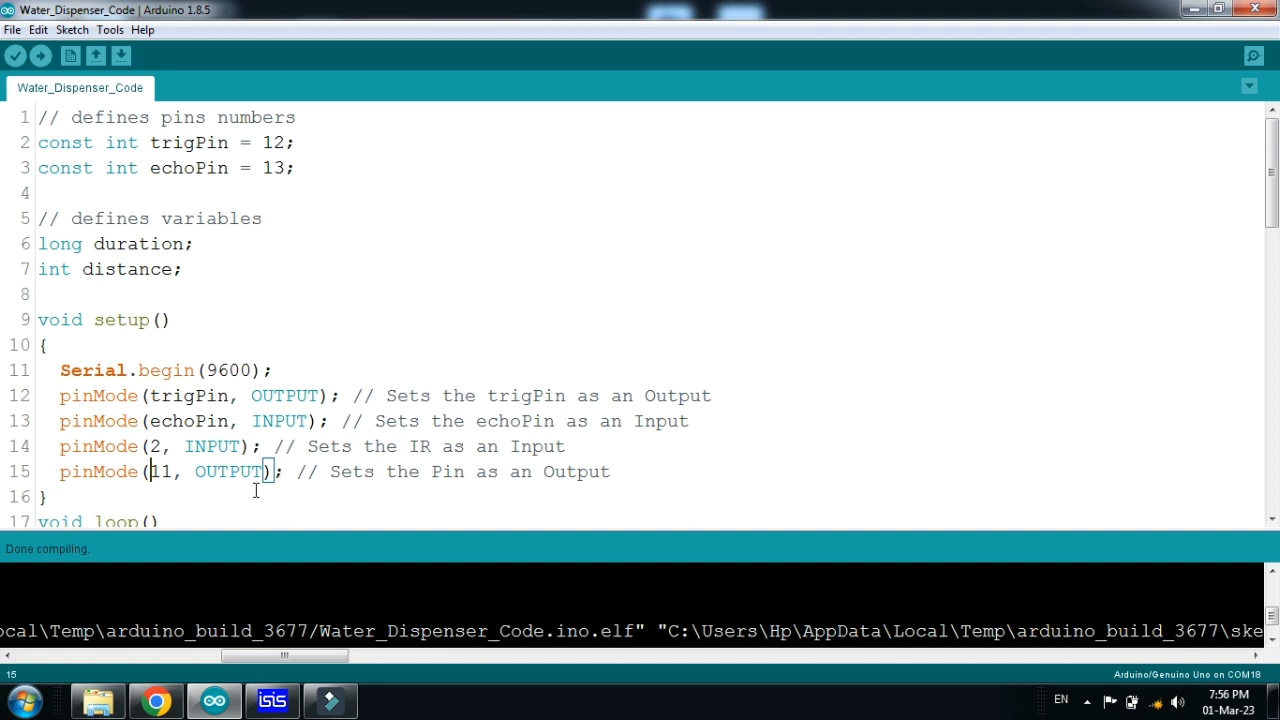 Water_Dispenser_Code | Arduino 1.8.5
File Edit Sketch Tools Help
Water_Dispenser_Code
1 // defines pins numbers
2 const int trigPin = 12;
3 const int echoPin = 13;
4
5 // defines variables
6 long duration;
7 int distance;
8
9 void setup()
10 {
11 Serial.begin(9600);
12 pinMode(trigPin, OUTPUT); // Sets the trigPin as an Output
13 pinMode(echoPin, INPUT); // Sets the echoPin as an Input
14 pinMode(2, INPUT); // Sets the IR as an Input
15 pinMode(11, OUTPUT); // Sets the Pin as an Output
16 }
17 void loop()
Done compiling.
ocal\Temp\arduino_build_3677/Water_Dispenser_Code.ino.elf" "C:\Users\Hp\AppData\Local\Temp\arduino_build_3677\ske
15 Arduino/Genuino Uno on COM18
isis EN 7:56 PM
01-Mar-23